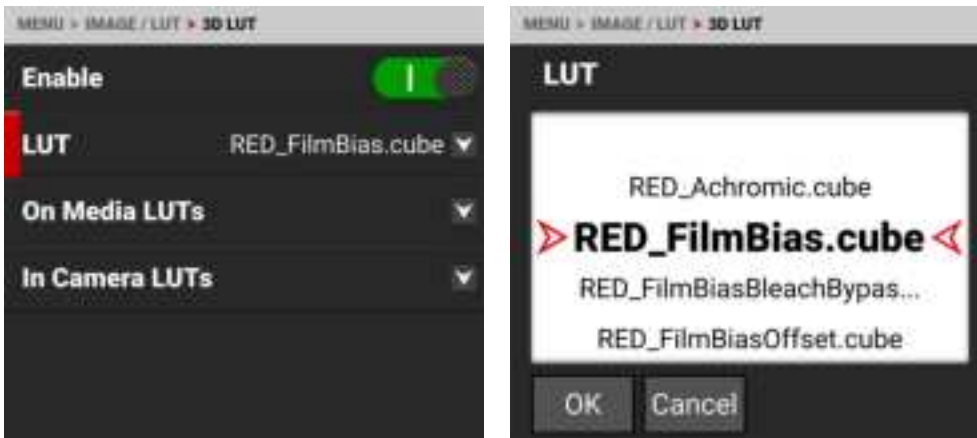 MENU > IMAGE / LUT > 3D LUT
Enable
LUT RED_FilmBias.cube
On Media LUTs
In Camera LUTs
MENU > IMAGE / LUT > 3D LUT
LUT
RED_Achromic.cube
RED_FilmBias.cube
RED_FilmBiasBleachBypas...
RED_FilmBiasOffset.cube
OK Cancel